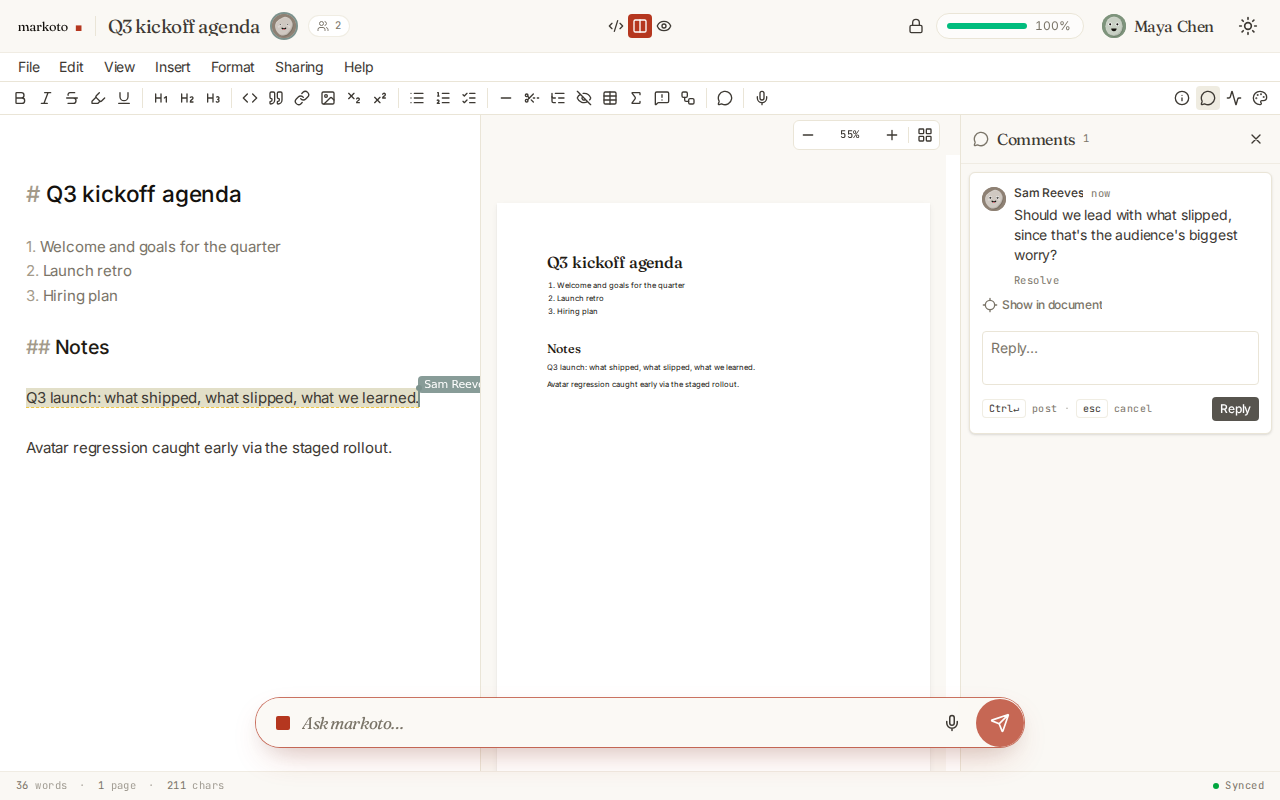 markoto
Q3 kickoff agenda
2
100%
Maya Chen
File Edit View Insert Format Sharing Help
H1 H2 H3
55%
Comments 1
# Q3 kickoff agenda
1. Welcome and goals for the quarter
2. Launch retro
3. Hiring plan
## Notes
Sam Reeve
Q3 launch: what shipped, what slipped, what we learned.
Avatar regression caught early via the staged rollout.
Q3 kickoff agenda
1. Welcome and goals for the quarter
2. Launch retro
3. Hiring plan
Notes
Q3 launch: what shipped, what slipped, what we learned.
Avatar regression caught early via the staged rollout.
Sam Reeves now
Should we lead with what slipped,
since that's the audience's biggest
worry?
Resolve
Show in document
Reply...
Ctrl↵ post · esc cancel
Reply
Ask markoto...
36 words · 1 page · 211 chars
Synced